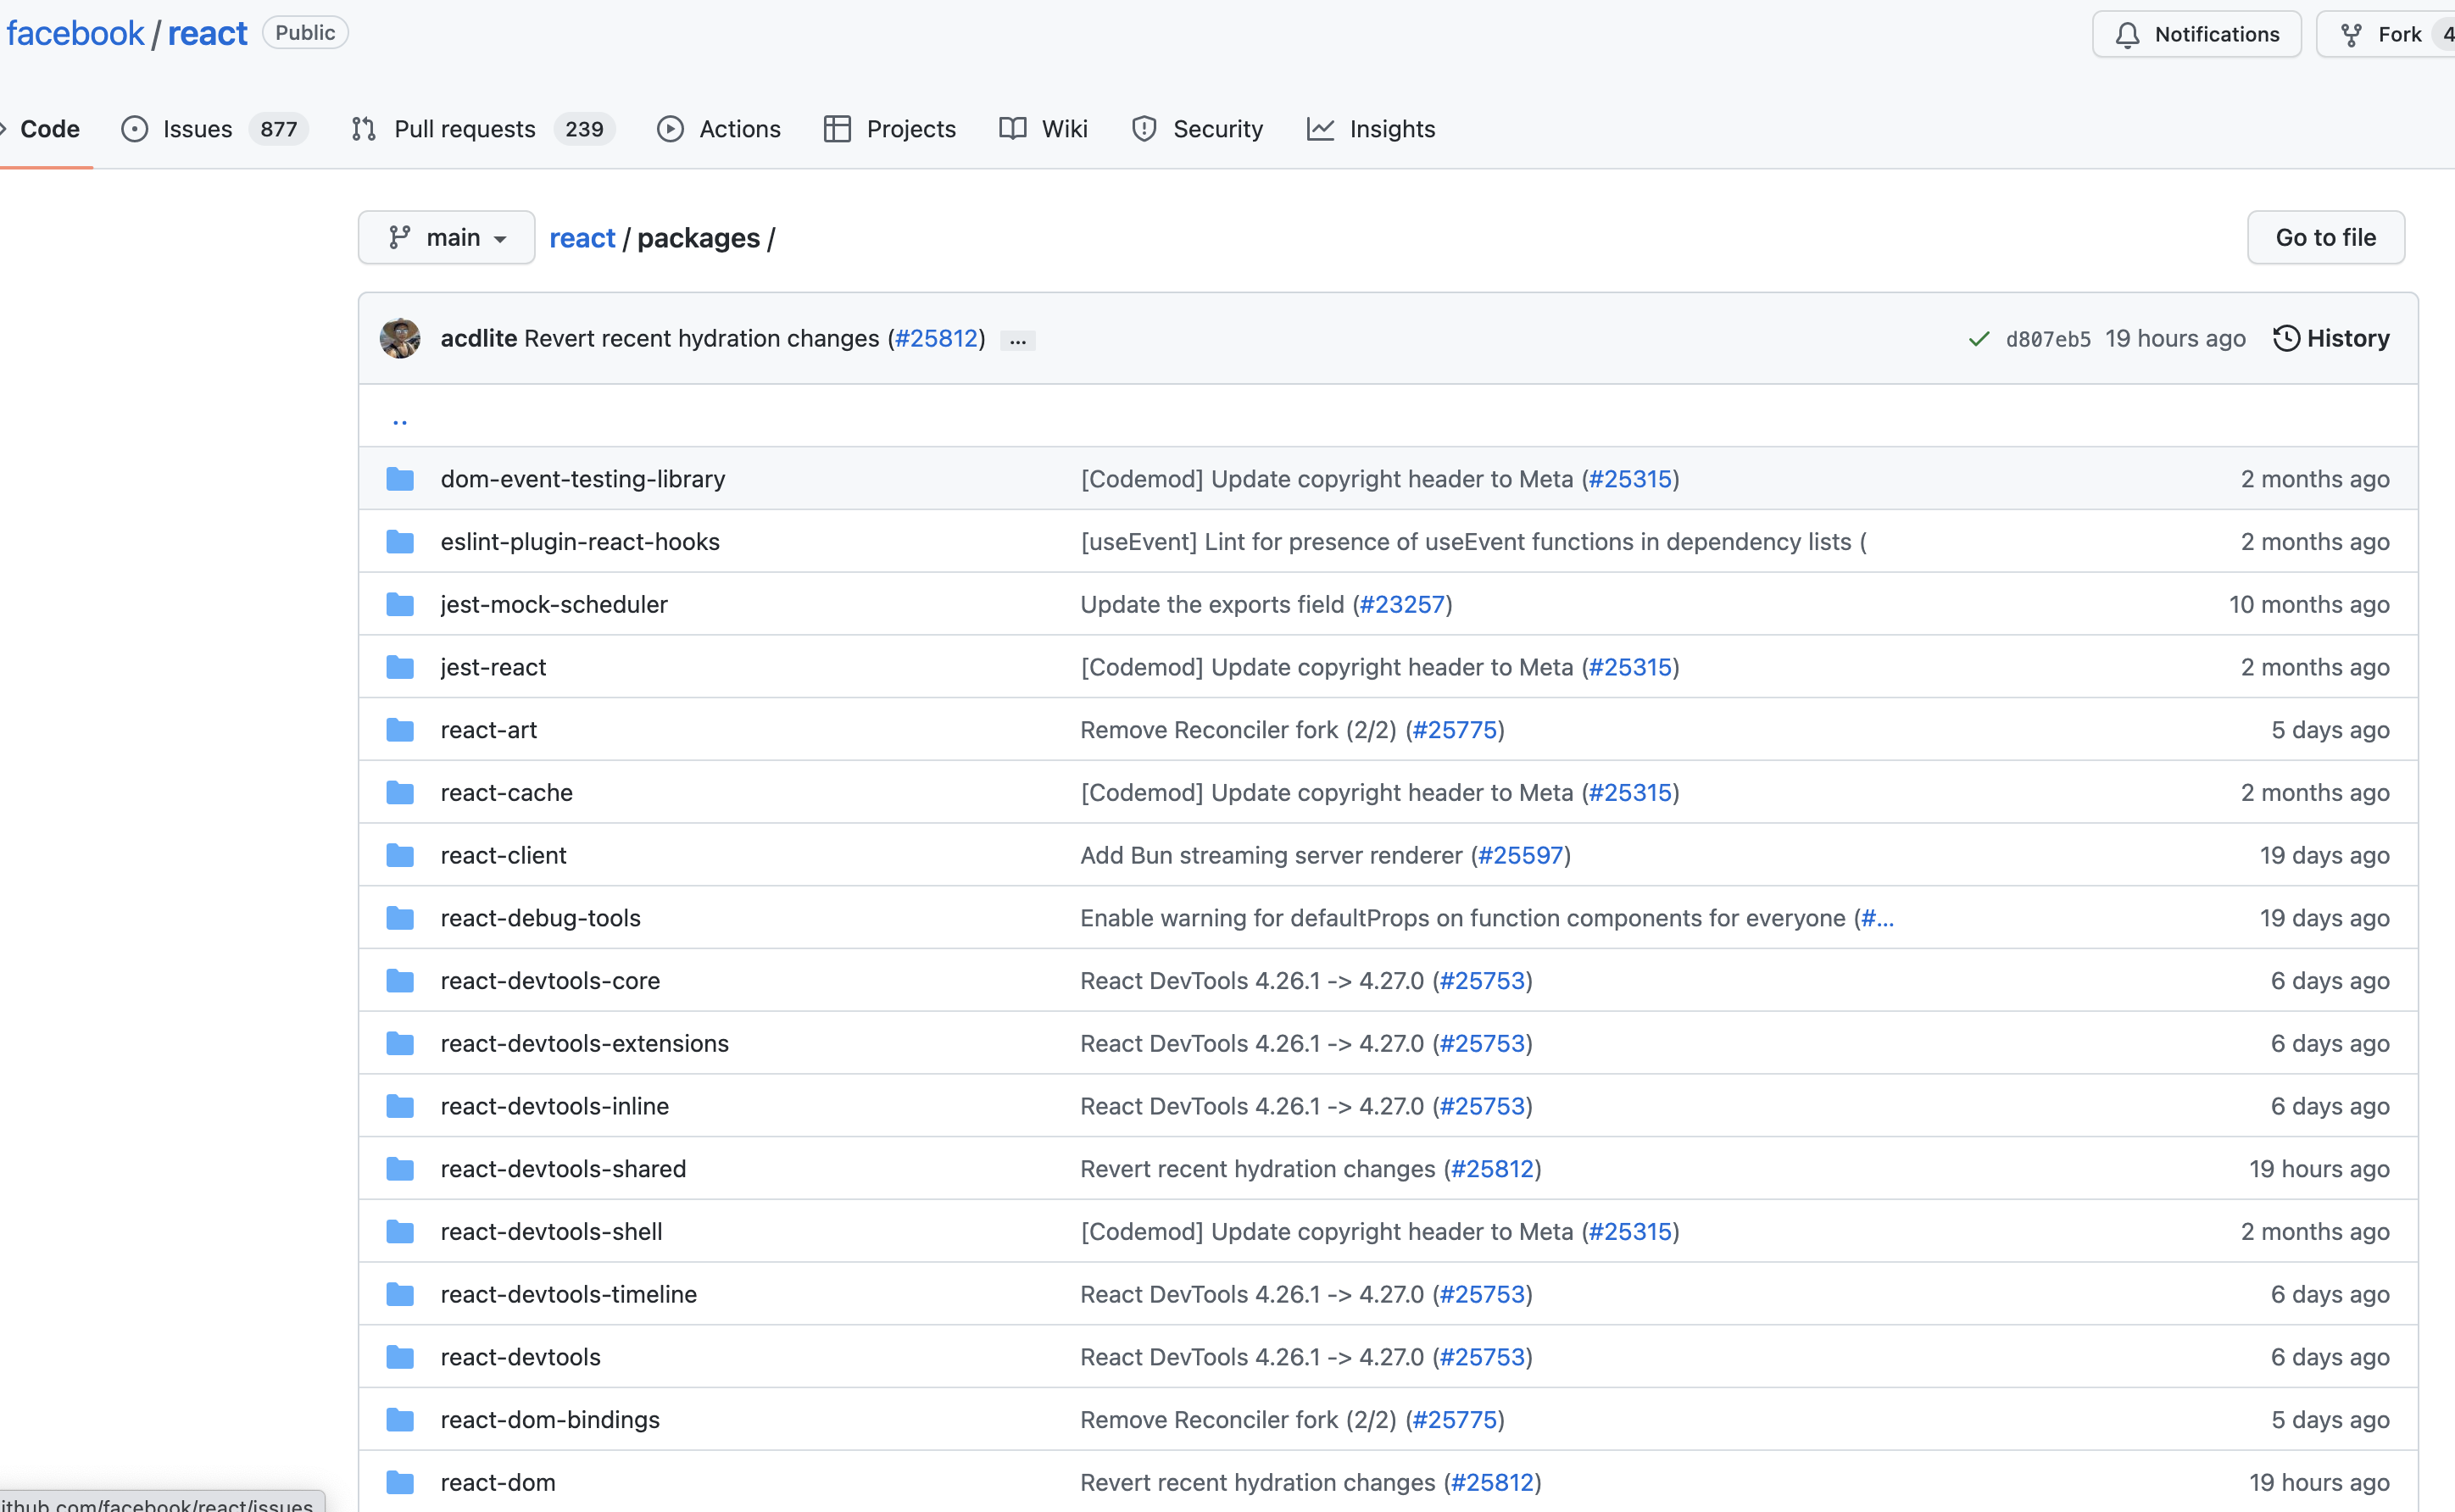 facebook / react Public Notifications Fork 4
Code Issues 877 Pull requests 239 Actions Projects Wiki Security Insights
main react / packages / Go to file
acdlite Revert recent hydration changes (#25812) ... d807eb5 19 hours ago History
..
dom-event-testing-library [Codemod] Update copyright header to Meta (#25315) 2 months ago
eslint-plugin-react-hooks [useEvent] Lint for presence of useEvent functions in dependency lists ( 2 months ago
jest-mock-scheduler Update the exports field (#23257) 10 months ago
jest-react [Codemod] Update copyright header to Meta (#25315) 2 months ago
react-art Remove Reconciler fork (2/2) (#25775) 5 days ago
react-cache [Codemod] Update copyright header to Meta (#25315) 2 months ago
react-client Add Bun streaming server renderer (#25597) 19 days ago
react-debug-tools Enable warning for defaultProps on function components for everyone (#... 19 days ago
react-devtools-core React DevTools 4.26.1 -> 4.27.0 (#25753) 6 days ago
react-devtools-extensions React DevTools 4.26.1 -> 4.27.0 (#25753) 6 days ago
react-devtools-inline React DevTools 4.26.1 -> 4.27.0 (#25753) 6 days ago
react-devtools-shared Revert recent hydration changes (#25812) 19 hours ago
react-devtools-shell [Codemod] Update copyright header to Meta (#25315) 2 months ago
react-devtools-timeline React DevTools 4.26.1 -> 4.27.0 (#25753) 6 days ago
react-devtools React DevTools 4.26.1 -> 4.27.0 (#25753) 6 days ago
react-dom-bindings Remove Reconciler fork (2/2) (#25775) 5 days ago
react-dom Revert recent hydration changes (#25812) 19 hours ago
ithub.com/facebook/react/issues